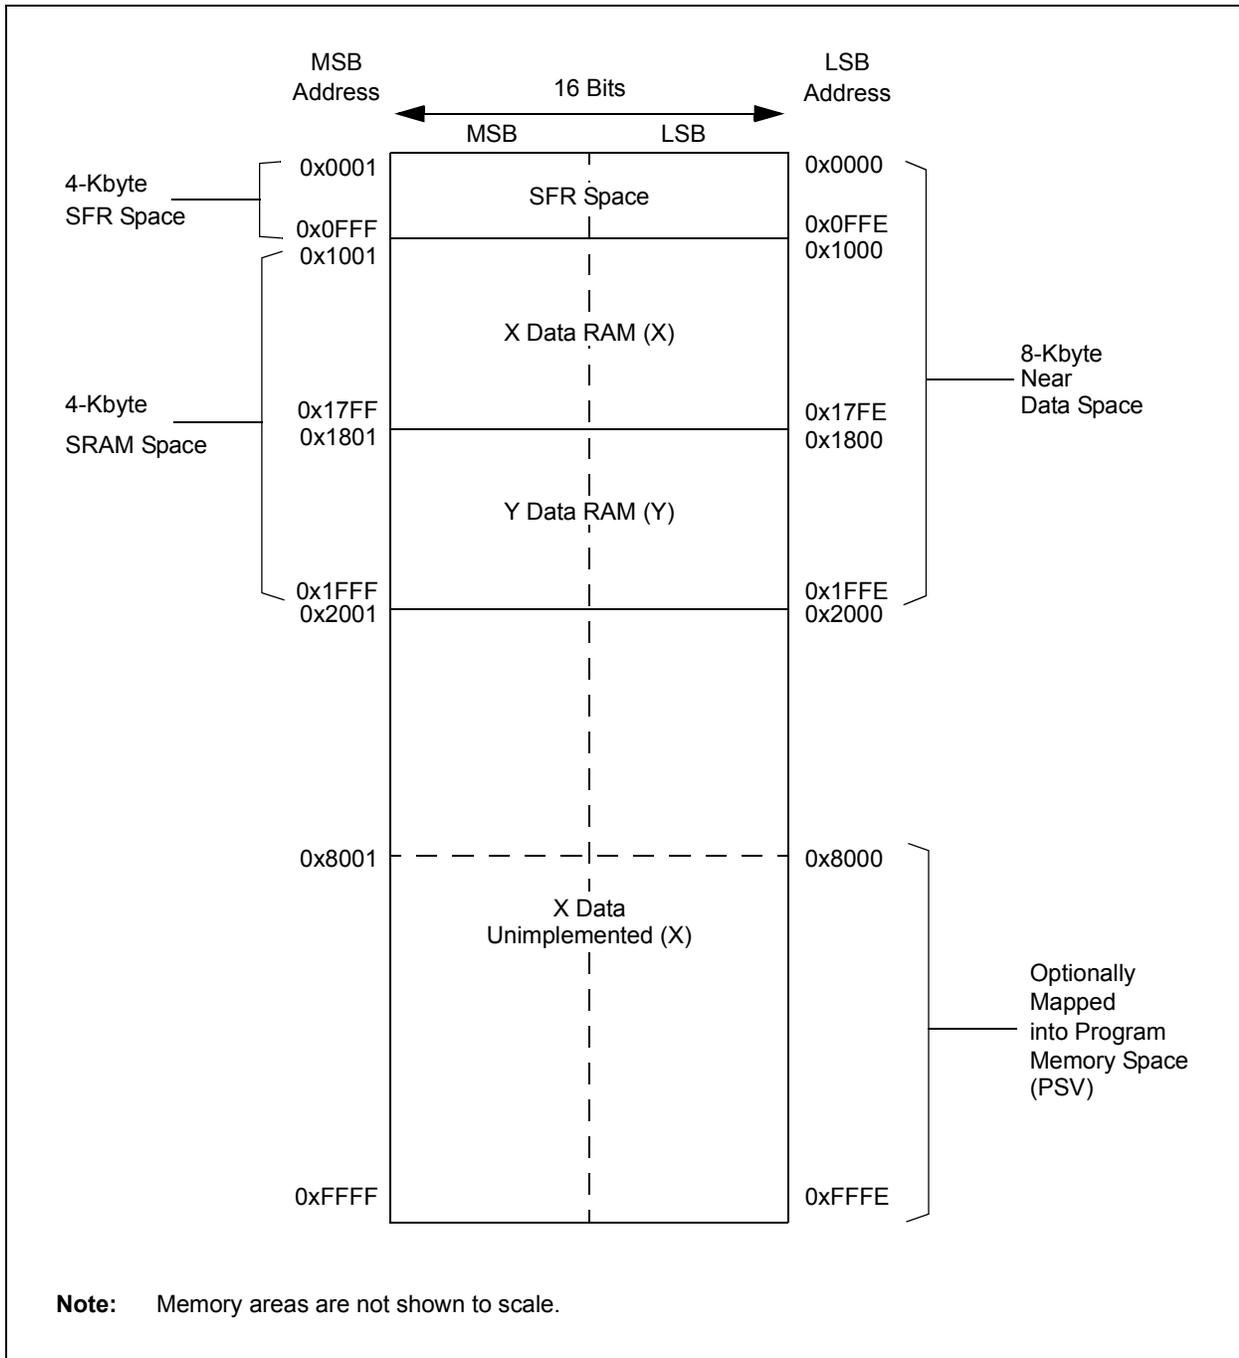 MSB
Address
16 Bits
LSB
Address
MSB
LSB
0x0001
0x0000
4-Kbyte
SFR Space
SFR Space
0x0FFF
0x0FFE
0x1001
0x1000
X Data RAM (X)
8-Kbyte
Near
Data Space
4-Kbyte
SRAM Space
0x17FF
0x17FE
0x1801
0x1800
Y Data RAM (Y)
0x1FFF
0x1FFE
0x2001
0x2000
0x8001
0x8000
X Data
Unimplemented (X)
Optionally
Mapped
into Program
Memory Space
(PSV)
0xFFFF
0xFFFE
Note: Memory areas are not shown to scale.